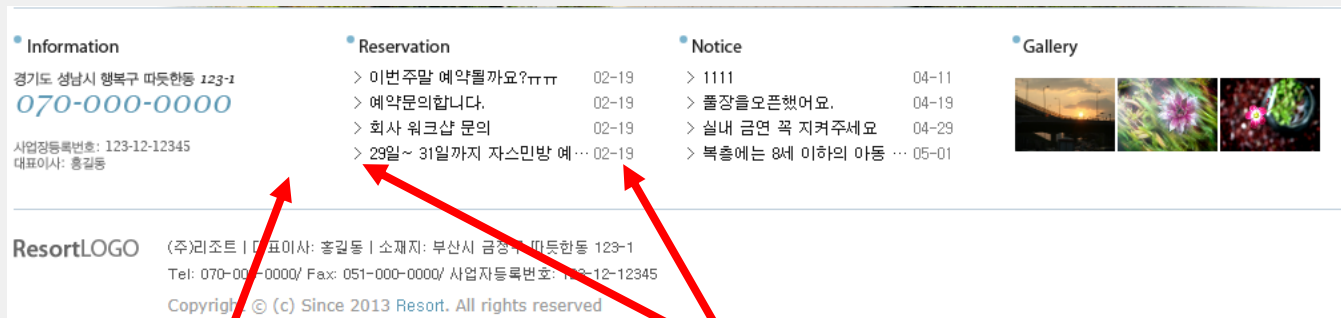 Information
경기도 성남시 행복구 따듯한동 123-1
070-000-0000
사업장등록번호: 123-12-12345
대표이사: 홍길동
Reservation
> 이번주말 예약될까요?ㅠㅠ 02-19
> 예약문의합니다. 02-19
> 회사 워크샵 문의 02-19
> 29일~ 31일까지 자스민방 예… 02-19
Notice
> 1111 04-11
> 풀장을오픈했어요. 04-19
> 실내 금연 꼭 지켜주세요 04-29
> 복층에는 8세 이하의 아동 … 05-01
Gallery
ResortLOGO
(주)리조트 | 대표이사: 홍길동 | 소재지: 부산시 금정구 따듯한동 123-1
Tel: 070-000-0000/ Fax: 051-000-0000/ 사업자등록번호: 123-12-12345
Copyright © (c) Since 2013 Resort. All rights reserved